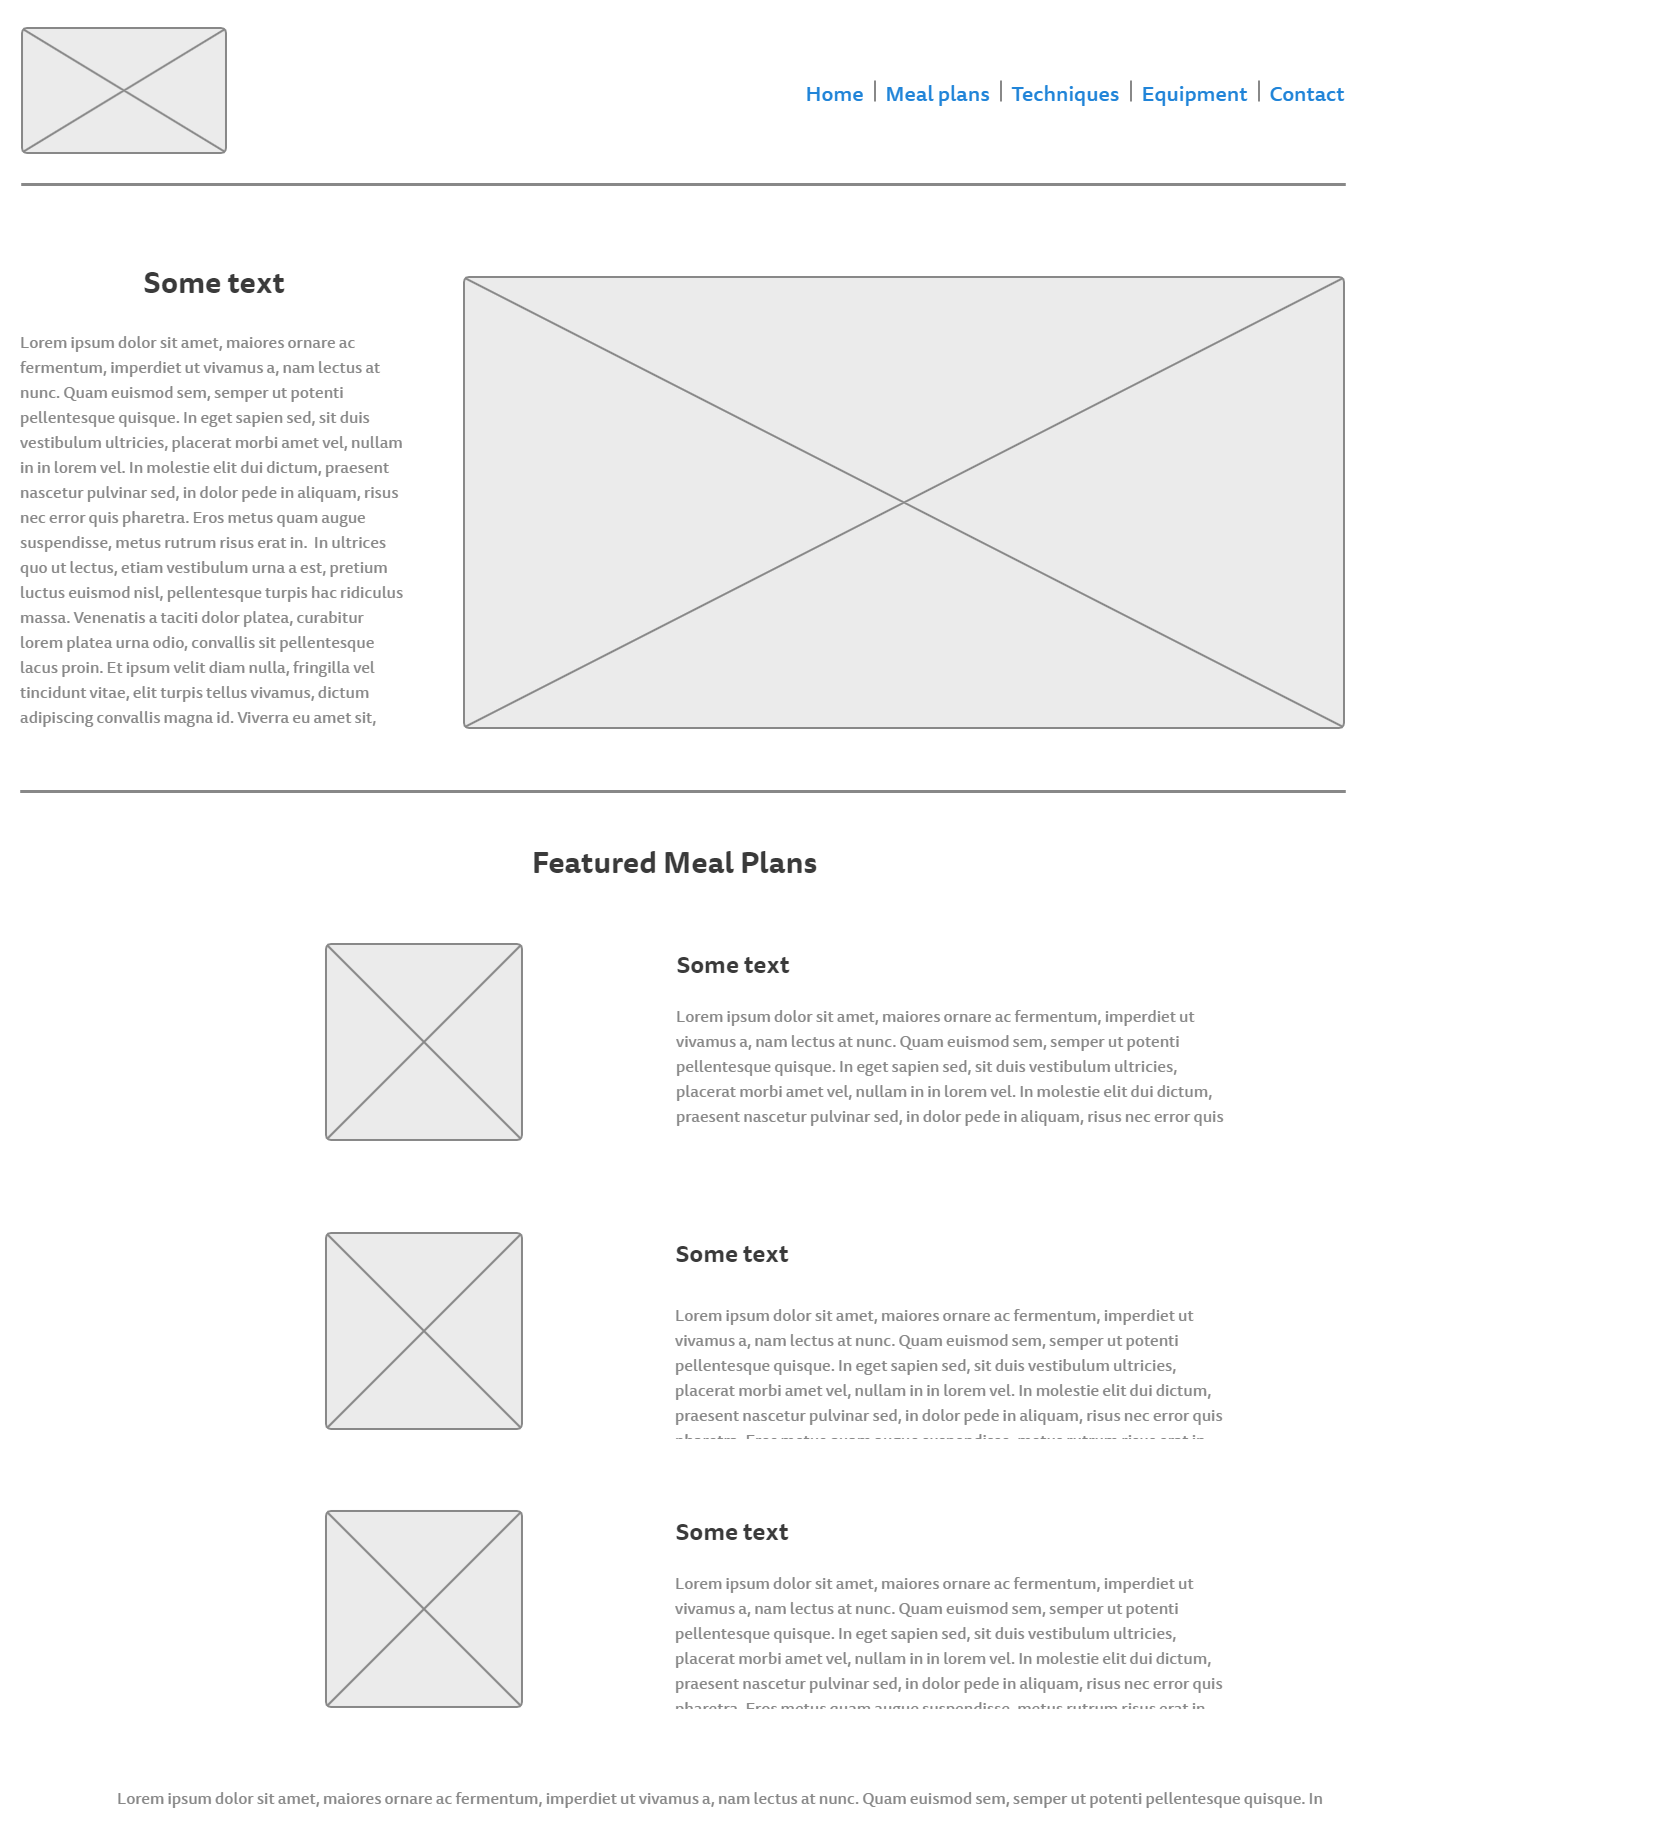 Home | Meal plans | Techniques | Equipment | Contact
Some text
Lorem ipsum dolor sit amet, maiores ornare ac
fermentum, imperdiet ut vivamus a, nam lectus at
nunc. Quam euismod sem, semper ut potenti
pellentesque quisque. In eget sapien sed, sit duis
vestibulum ultricies, placerat morbi amet vel, nullam
in in lorem vel. In molestie elit dui dictum, praesent
nascetur pulvinar sed, in dolor pede in aliquam, risus
nec error quis pharetra. Eros metus quam augue
suspendisse, metus rutrum risus erat in.  In ultrices
quo ut lectus, etiam vestibulum urna a est, pretium
luctus euismod nisl, pellentesque turpis hac ridiculus
massa. Venenatis a taciti dolor platea, curabitur
lorem platea urna odio, convallis sit pellentesque
lacus proin. Et ipsum velit diam nulla, fringilla vel
tincidunt vitae, elit turpis tellus vivamus, dictum
adipiscing convallis magna id. Viverra eu amet sit,
Featured Meal Plans
Some text
Lorem ipsum dolor sit amet, maiores ornare ac fermentum, imperdiet ut
vivamus a, nam lectus at nunc. Quam euismod sem, semper ut potenti
pellentesque quisque. In eget sapien sed, sit duis vestibulum ultricies,
placerat morbi amet vel, nullam in in lorem vel. In molestie elit dui dictum,
praesent nascetur pulvinar sed, in dolor pede in aliquam, risus nec error quis
Some text
Lorem ipsum dolor sit amet, maiores ornare ac fermentum, imperdiet ut
vivamus a, nam lectus at nunc. Quam euismod sem, semper ut potenti
pellentesque quisque. In eget sapien sed, sit duis vestibulum ultricies,
placerat morbi amet vel, nullam in in lorem vel. In molestie elit dui dictum,
praesent nascetur pulvinar sed, in dolor pede in aliquam, risus nec error quis
Some text
Lorem ipsum dolor sit amet, maiores ornare ac fermentum, imperdiet ut
vivamus a, nam lectus at nunc. Quam euismod sem, semper ut potenti
pellentesque quisque. In eget sapien sed, sit duis vestibulum ultricies,
placerat morbi amet vel, nullam in in lorem vel. In molestie elit dui dictum,
praesent nascetur pulvinar sed, in dolor pede in aliquam, risus nec error quis
pharetra. Eros metus quam augue suspendisse, metus rutrum risus erat in.
Lorem ipsum dolor sit amet, maiores ornare ac fermentum, imperdiet ut vivamus a, nam lectus at nunc. Quam euismod sem, semper ut potenti pellentesque quisque. In